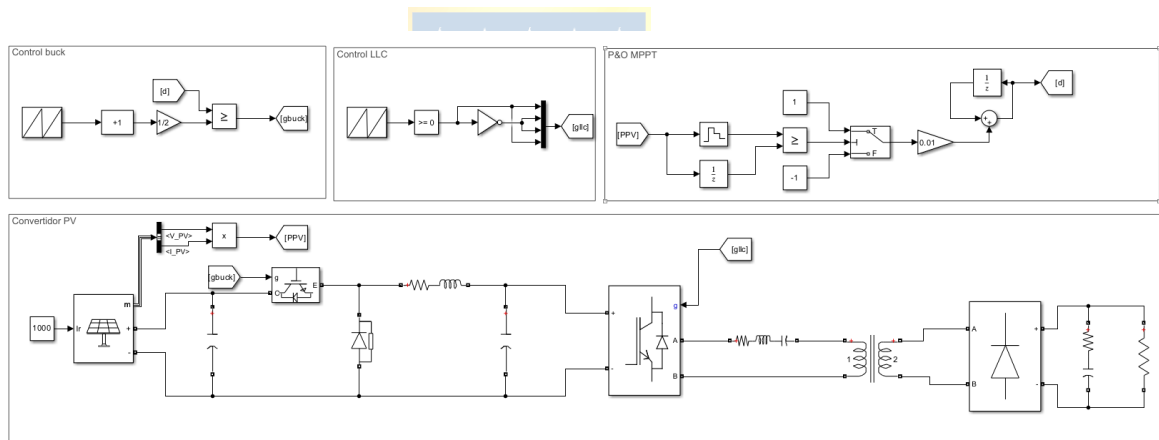 Control buck
[d]
+1
1/2
≥
[gbuck]
Control LLC
>= 0
[gllc]
P&O MPPT
[PPV]
1
z
≥
1
-1
T
F
0.01
1
z
[d]
+
+
Convertidor PV
<V_PV>
<I_PV>
x
[PPV]
[gbuck]
g
C
E
1000
Ir
m
+
-
[gllc]
g
+
-
A
B
1
2
A
B
+
-